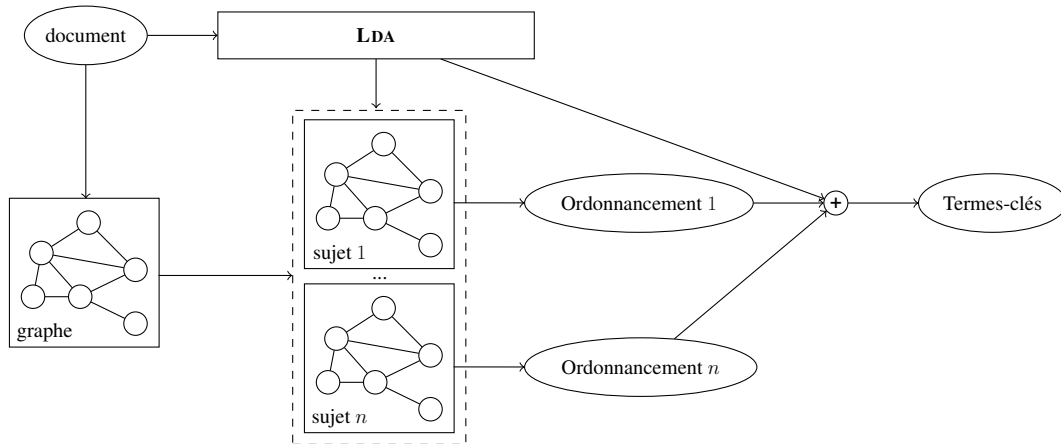 document
LDA
sujet 1
Ordonnancement 1
+
Termes-clés
...
graphe
sujet n
Ordonnancement n